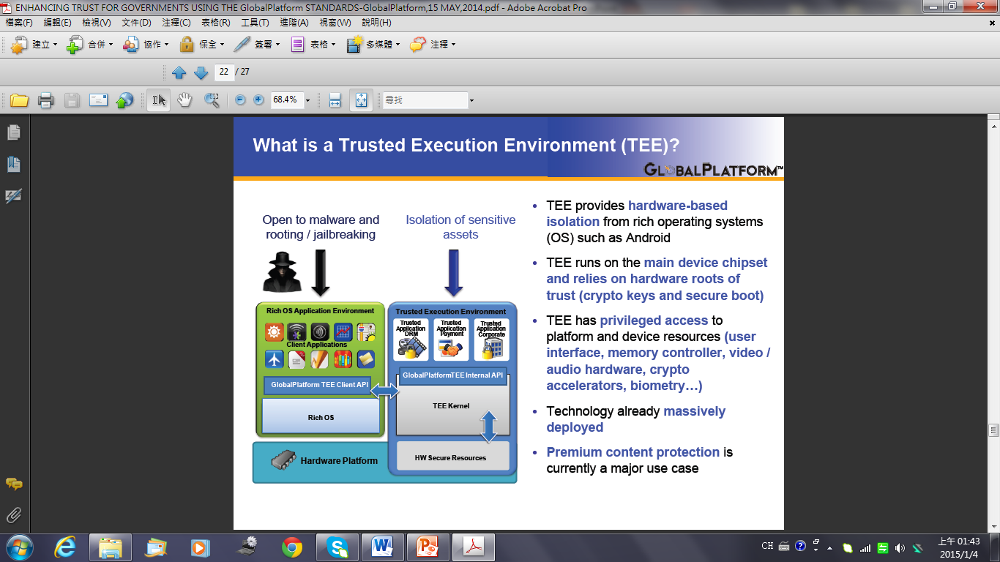 ENHANCING TRUST FOR GOVERNMENTS USING THE GlobalPlatform STANDARDS-GlobalPlatform,15 MAY,2014.pdf - Adobe Acrobat Pro
檔案(F) 編輯(E) 檢視(V) 文件(D) 注釋(C) 表格(R) 工具(T) 進階(A) 視窗(W) 說明(H)
建立 合併 協作 保全 簽署 表格 多媒體 注釋
22 / 27
68.4% 尋找
What is a Trusted Execution Environment (TEE)?
GLOBALPLATFORM™
Open to malware and
rooting / jailbreaking
Isolation of sensitive
assets
Rich OS Application Environment
Client Applications
GlobalPlatform TEE Client API
Rich OS
Trusted Execution Environment
Trusted
Application
DRM
Trusted
Application
Payment
Trusted
Application
Corporate
GlobalPlatformTEE Internal API
TEE Kernel
HW Secure Resources
Hardware Platform
• TEE provides hardware-based
isolation from rich operating systems
(OS) such as Android
• TEE runs on the main device chipset
and relies on hardware roots of
trust (crypto keys and secure boot)
• TEE has privileged access to
platform and device resources (user
interface, memory controller, video /
audio hardware, crypto
accelerators, biometry…)
• Technology already massively
deployed
• Premium content protection is
currently a major use case
CH
上午 01:43
2015/1/4